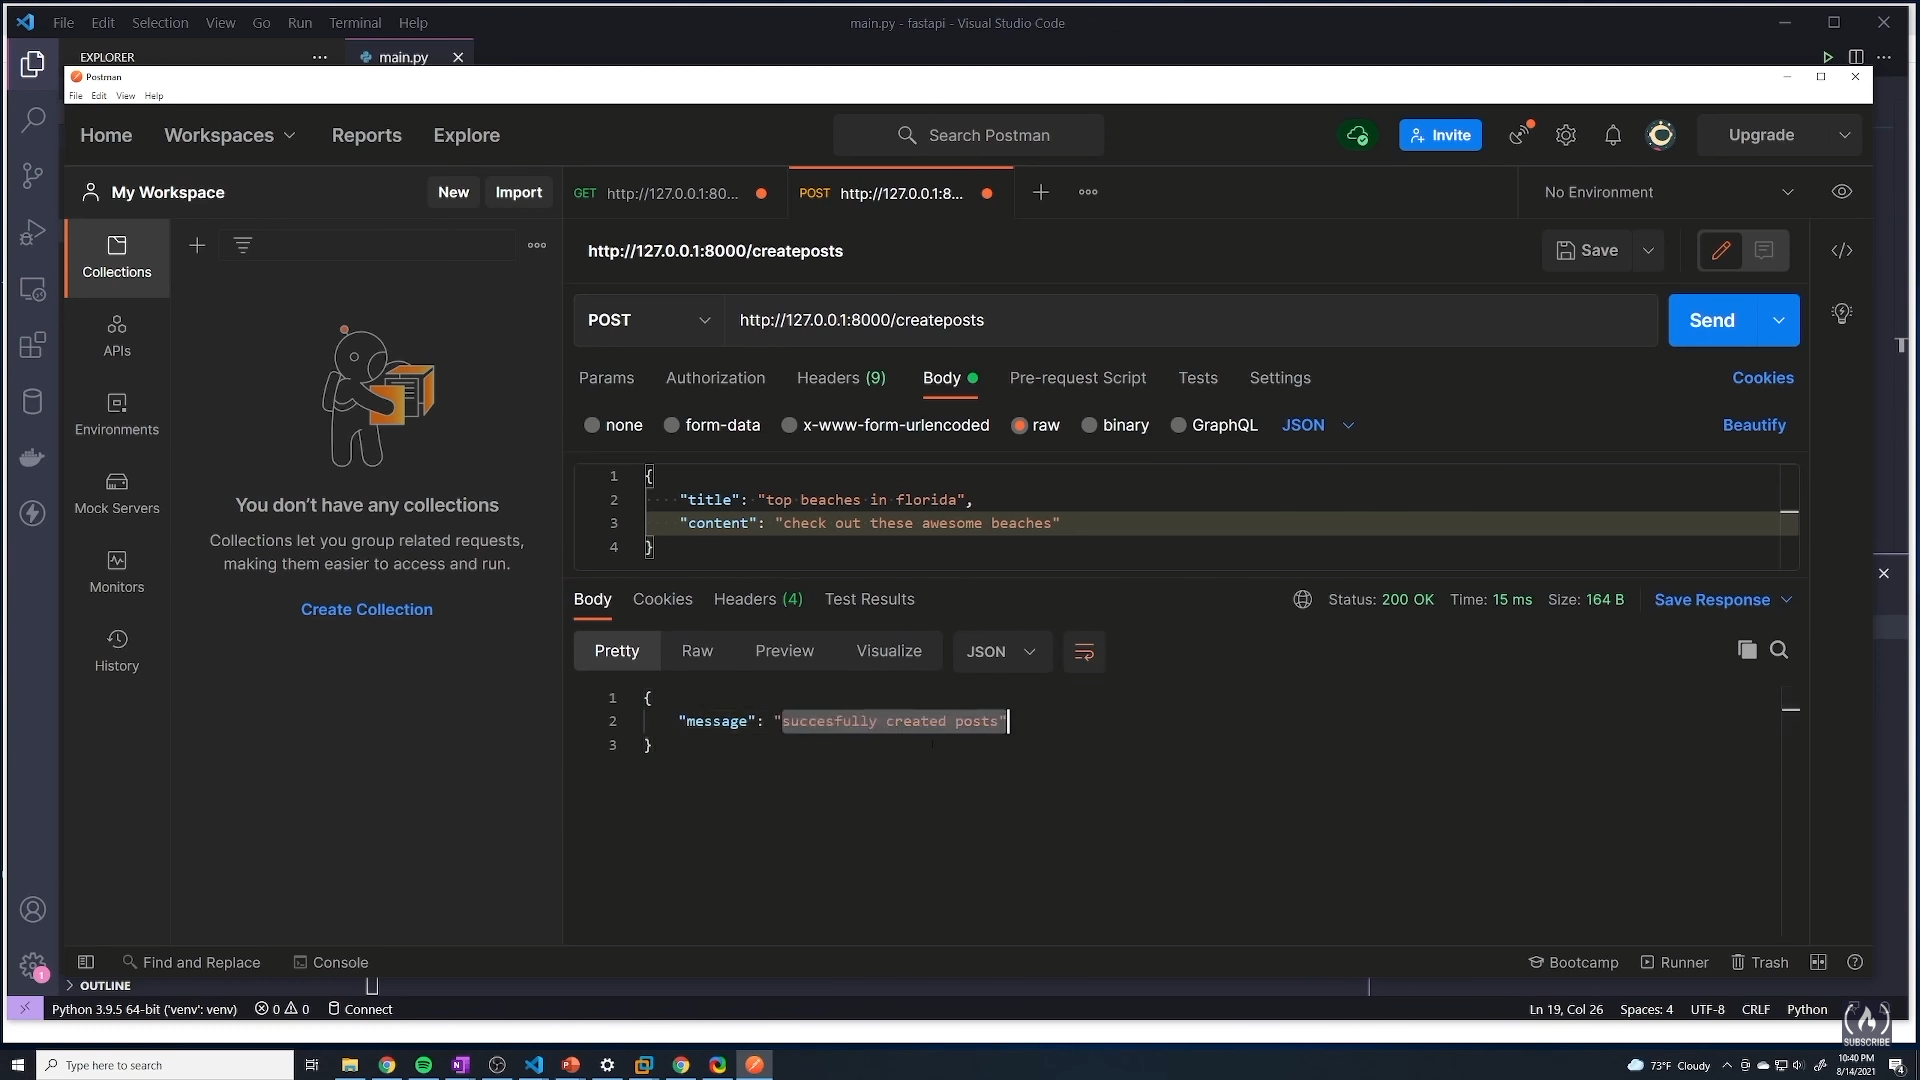 File Edit Selection View Go Run Terminal Help
main.py - fastapi - Visual Studio Code
EXPLORER
main.py
Postman
File Edit View Help
Home Workspaces Reports Explore
Search Postman
Invite
Upgrade
My Workspace
New Import
GET http://127.0.0.1:80...
POST http://127.0.0.1:8...
No Environment
Collections
http://127.0.0.1:8000/createposts
Save
POST http://127.0.0.1:8000/createposts
Send
APIs
Params Authorization Headers (9) Body Pre-request Script Tests Settings
Cookies
Environments
none form-data x-www-form-urlencoded raw binary GraphQL JSON
Beautify
Mock Servers
1 {
2 "title": "top beaches in florida",
3 "content": "check out these awesome beaches"
4 }
You don't have any collections
Collections let you group related requests,
making them easier to access and run.
Create Collection
Monitors
History
Body Cookies Headers (4) Test Results
Status: 200 OK Time: 15 ms Size: 164 B
Save Response
Pretty Raw Preview Visualize JSON
1 {
2 "message": "succesfully created posts"
3 }
Find and Replace Console
Bootcamp Runner Trash
OUTLINE
1
Python 3.9.5 64-bit ('venv': venv) 0 0 Connect
Ln 19, Col 26 Spaces: 4 UTF-8 CRLF Python
SUBSCRIBE
Type here to search
73°F Cloudy
10:40 PM
8/14/2021
4